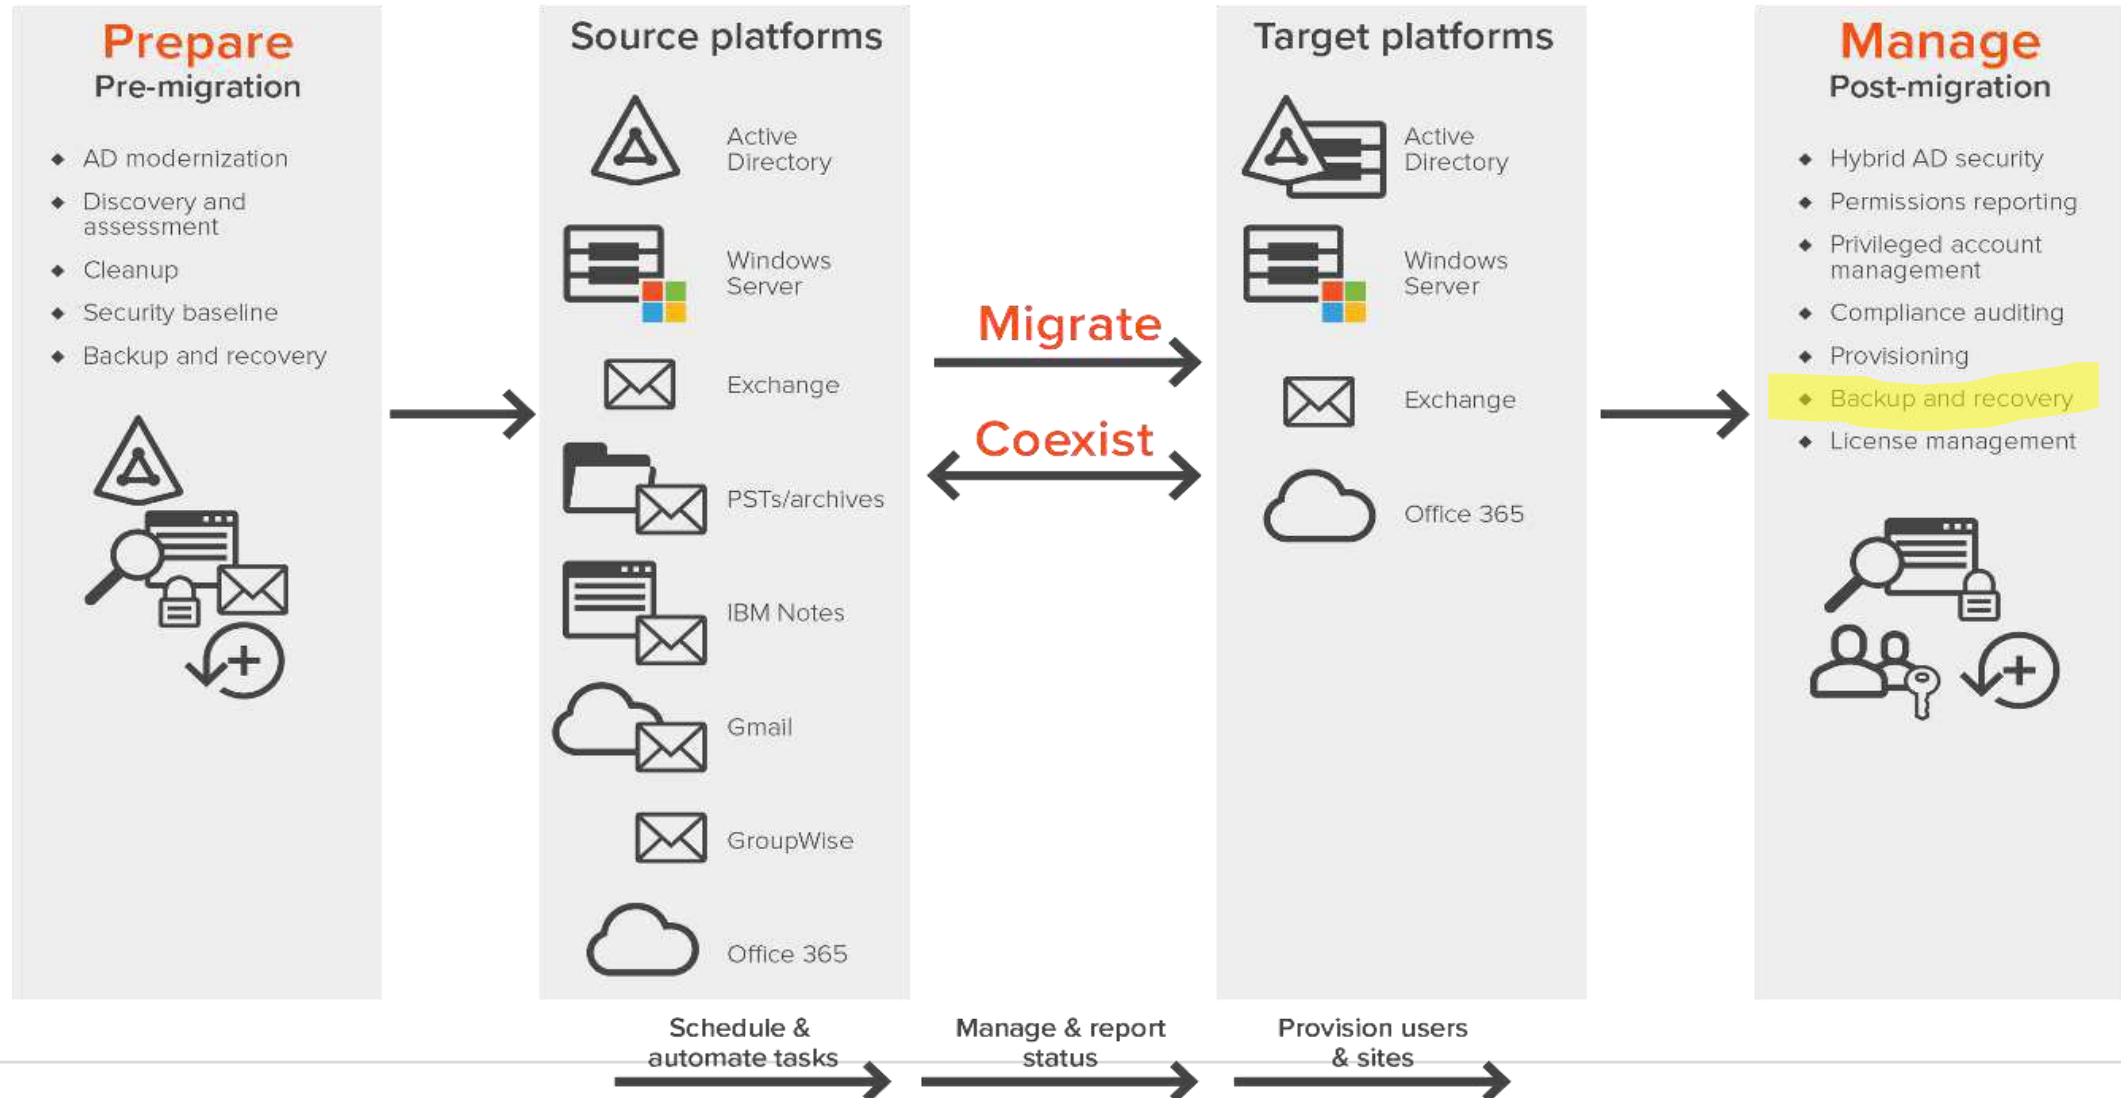 Prepare
Pre-migration
AD modernization
Discovery and
assessment
Cleanup
Security baseline
Backup and recovery
Source platforms
Active
Directory
Windows
Server
Exchange
PSTs/archives
IBM Notes
Gmail
GroupWise
Office 365
Migrate
Coexist
Target platforms
Active
Directory
Windows
Server
Exchange
Office 365
Manage
Post-migration
Hybrid AD security
Permissions reporting
Privileged account
management
Compliance auditing
Provisioning
Backup and recovery
License management
Schedule &
automate tasks
Manage & report
status
Provision users
& sites